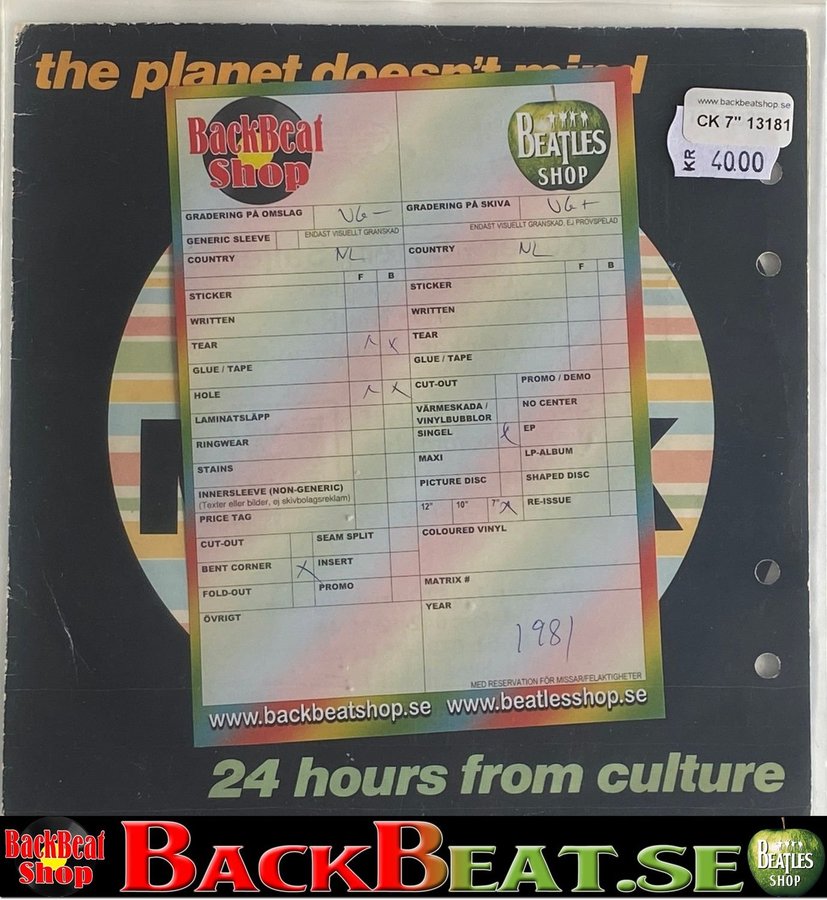 the planet doesn't mind
www.backbeatshop.se
CK 7" 13181
KR 40.00
BackBeat Shop
BEATLES SHOP
GRADERING PÅ OMSLAG VG-
GRADERING PÅ SKIVA VG+
GENERIC SLEEVE
ENDAST VISUELLT GRANSKAD
ENDAST VISUELLT GRANSKAD, EJ PROVSPELAD
COUNTRY NL
COUNTRY NL
F B
F B
STICKER
STICKER
WRITTEN
WRITTEN
TEAR x x
TEAR
GLUE / TAPE
GLUE / TAPE
HOLE x x
CUT-OUT
PROMO / DEMO
LAMINATSLÄPP
VÄRMESKADA /
VINYLBUBBLOR
NO CENTER
RINGWEAR
SINGEL x
EP
STAINS
MAXI
LP-ALBUM
INNERSLEEVE (NON-GENERIC)
(Texter eller bilder, ej skivbolagsreklam)
PICTURE DISC
SHAPED DISC
PRICE TAG
12" 10" 7" x
RE-ISSUE
CUT-OUT
SEAM SPLIT
COLOURED VINYL
BENT CORNER x
INSERT
FOLD-OUT
PROMO
MATRIX #
ÖVRIGT
YEAR
1981
MED RESERVATION FÖR MISSAR/FELAKTIGHETER
www.backbeatshop.se www.beatlesshop.se
24 hours from culture
BackBeat Shop
BACKBEAT.SE
BEATLES SHOP